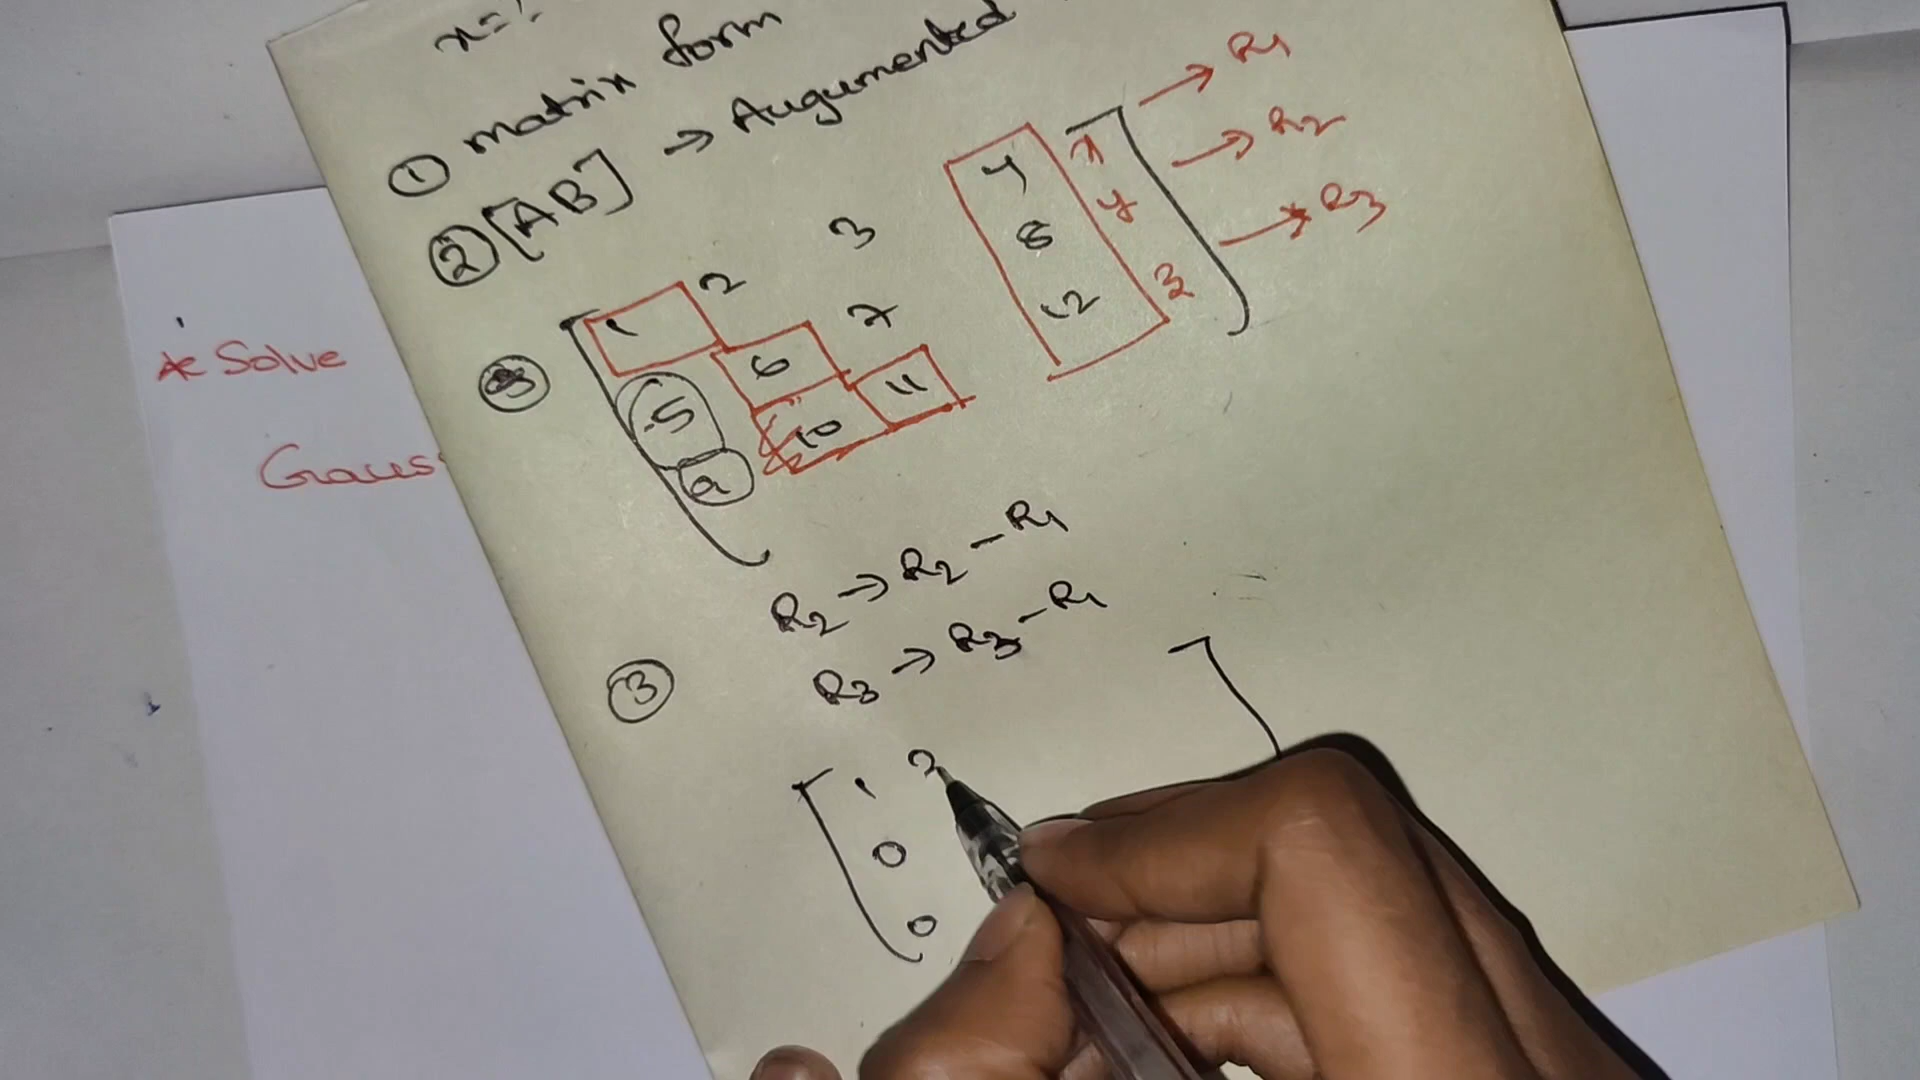 x=?
① matrix form
② [AB] → Augumented
1 2 3 4 x → R1
5 6 7 8 y → R2
9 10 11 12 z → R3
R2 → R2 - R1
R3 → R3 - R1
③
1 2
0
0
* Solve
Gauss